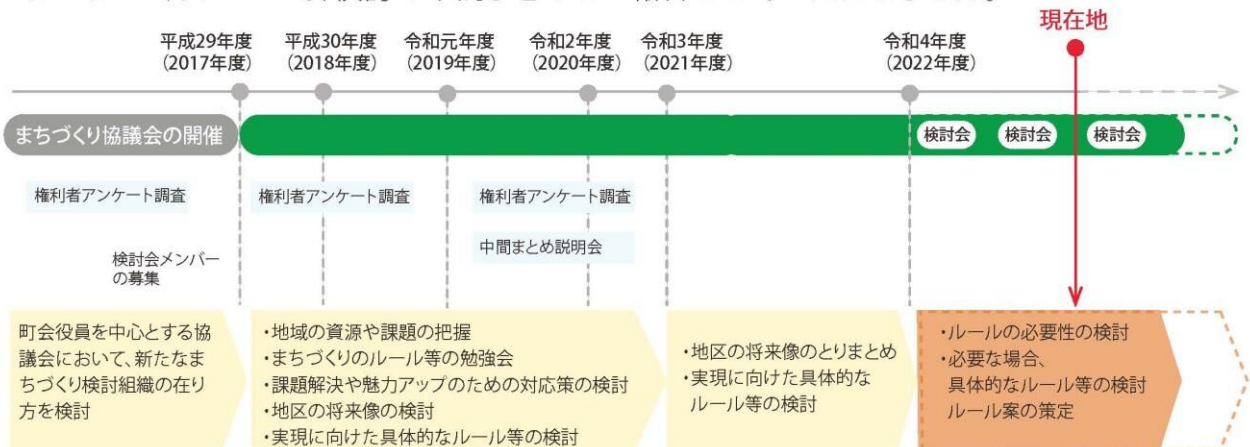 現在地
平成29年度
(2017年度)
平成30年度
(2018年度)
令和元年度
(2019年度)
令和2年度
(2020年度)
令和3年度
(2021年度)
令和4年度
(2022年度)
まちづくり協議会の開催
検討会
検討会
検討会
権利者アンケート調査
権利者アンケート調査
権利者アンケート調査
中間まとめ説明会
検討会メンバー
の募集
町会役員を中心とする協
議会において、新たなま
ちづくり検討組織の在り
方を検討
・地域の資源や課題の把握
・まちづくりのルール等の勉強会
・課題解決や魅力アップのための対応策の検討
・地区の将来像の検討
・実現に向けた具体的なルール等の検討
・地区の将来像のとりまとめ
・実現に向けた具体的な
ルール等の検討
・ルールの必要性の検討
・必要な場合、
具体的なルール等の検討
ルール案の策定